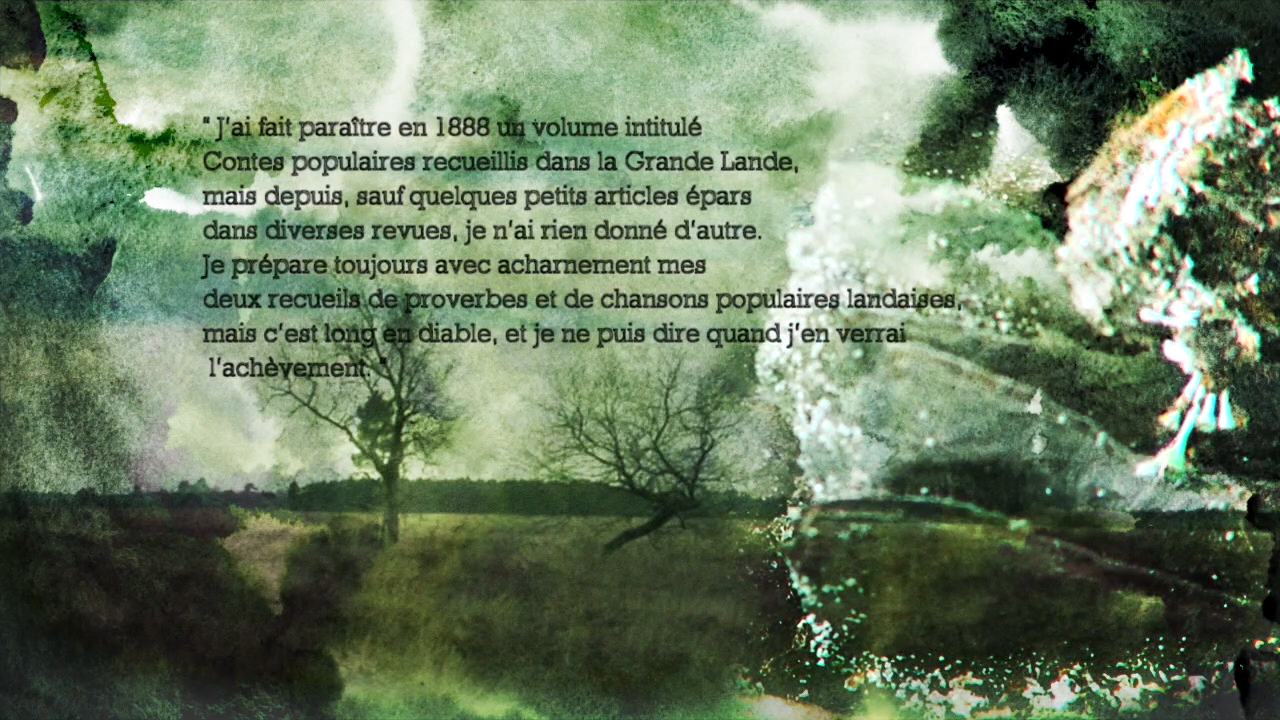 " J'ai fait paraître en 1888 un volume intitulé
Contes populaires recueillis dans la Grande Lande,
mais depuis, sauf quelques petits articles épars
dans diverses revues, je n'ai rien donné d'autre.
Je prépare toujours avec acharnement mes
deux recueils de proverbes et de chansons populaires landaises,
mais c'est long en diable, et je ne puis dire quand j'en verrai
l'achèvement. "